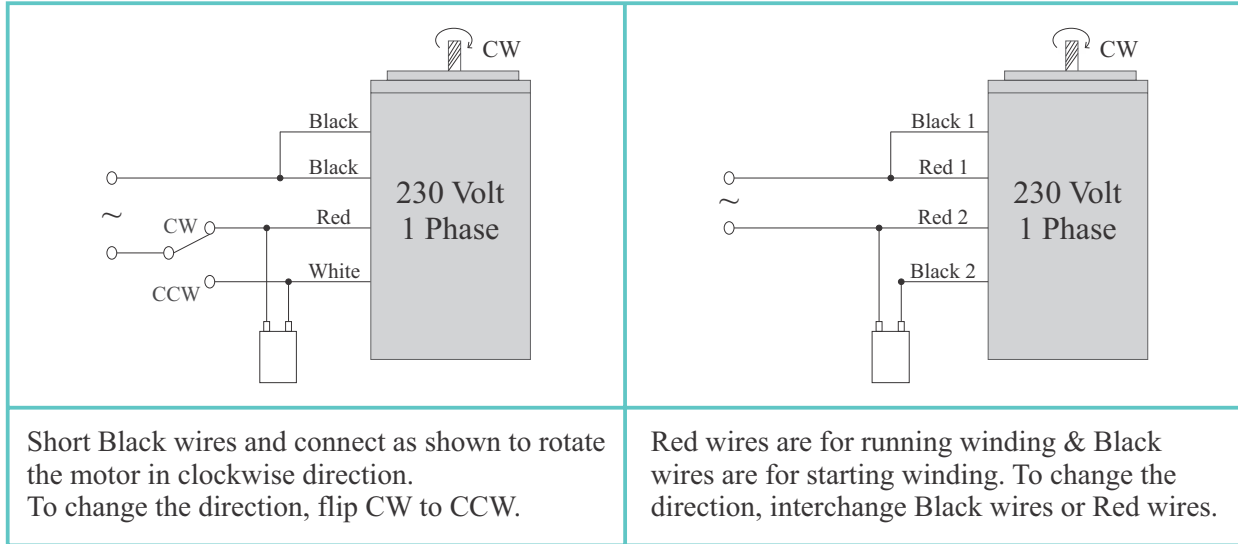 CW
Black
Black
~
CW
Red
CCW
White
230 Volt
1 Phase
Short Black wires and connect as shown to rotate
the motor in clockwise direction.
To change the direction, flip CW to CCW.
CW
Black 1
Red 1
~
Red 2
Black 2
230 Volt
1 Phase
Red wires are for running winding & Black
wires are for starting winding. To change the
direction, interchange Black wires or Red wires.